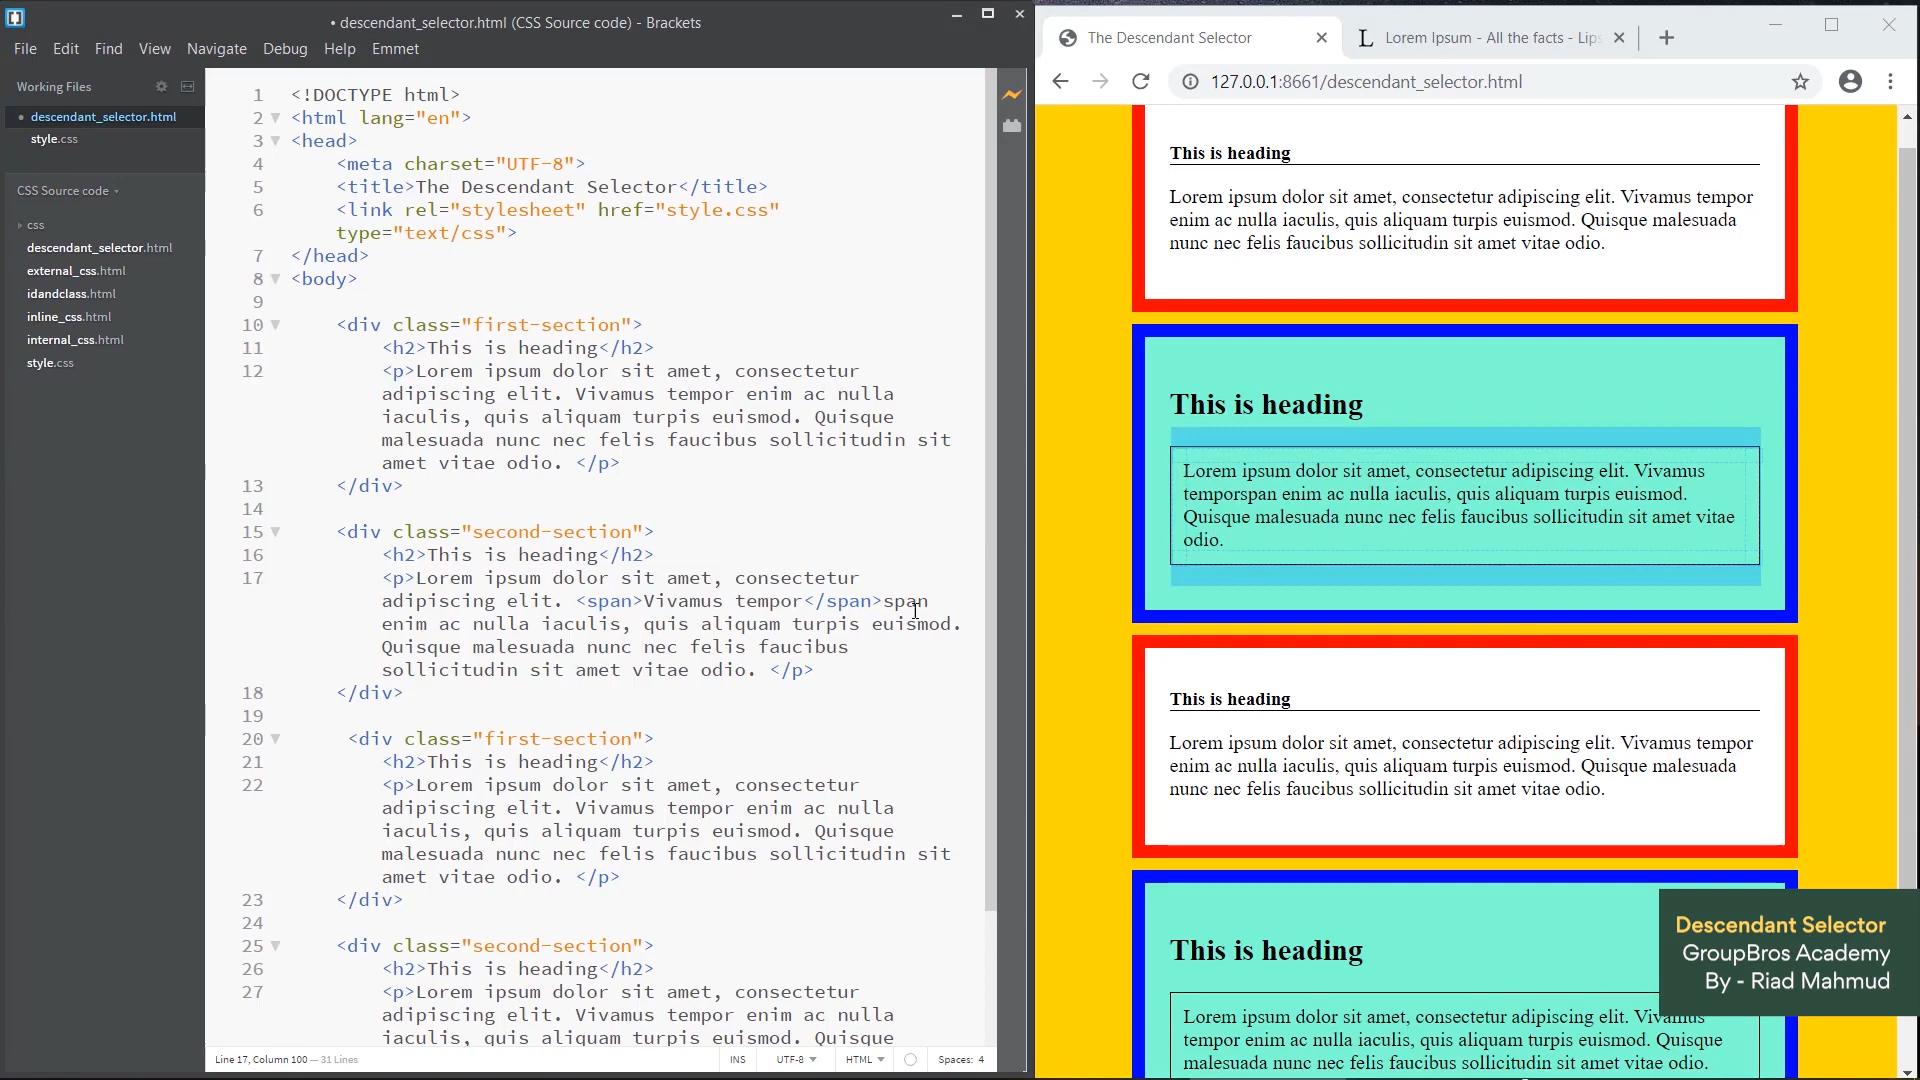 • descendant_selector.html (CSS Source code) - Brackets
File Edit Find View Navigate Debug Help Emmet
Working Files
• descendant_selector.html
style.css
CSS Source code
css
descendant_selector.html
external_css.html
idandclass.html
inline_css.html
internal_css.html
style.css
1 <!DOCTYPE html>
2 <html lang="en">
3 <head>
4 <meta charset="UTF-8">
5 <title>The Descendant Selector</title>
6 <link rel="stylesheet" href="style.css"
type="text/css">
7 </head>
8 <body>
9
10 <div class="first-section">
11 <h2>This is heading</h2>
12 <p>Lorem ipsum dolor sit amet, consectetur
adipiscing elit. Vivamus tempor enim ac nulla
iaculis, quis aliquam turpis euismod. Quisque
malesuada nunc nec felis faucibus sollicitudin sit
amet vitae odio. </p>
13 </div>
14
15 <div class="second-section">
16 <h2>This is heading</h2>
17 <p>Lorem ipsum dolor sit amet, consectetur
adipiscing elit. <span>Vivamus tempor</span>span
enim ac nulla iaculis, quis aliquam turpis euismod.
Quisque malesuada nunc nec felis faucibus
sollicitudin sit amet vitae odio. </p>
18 </div>
19
20 <div class="first-section">
21 <h2>This is heading</h2>
22 <p>Lorem ipsum dolor sit amet, consectetur
adipiscing elit. Vivamus tempor enim ac nulla
iaculis, quis aliquam turpis euismod. Quisque
malesuada nunc nec felis faucibus sollicitudin sit
amet vitae odio. </p>
23 </div>
24
25 <div class="second-section">
26 <h2>This is heading</h2>
27 <p>Lorem ipsum dolor sit amet, consectetur
adipiscing elit. Vivamus tempor enim ac nulla
iaculis, quis aliquam turpis euismod. Quisque
Line 17, Column 100 — 31 Lines
INS UTF-8 HTML Spaces: 4
The Descendant Selector
L Lorem Ipsum - All the facts - Lips
127.0.0.1:8661/descendant_selector.html
This is heading
Lorem ipsum dolor sit amet, consectetur adipiscing elit. Vivamus tempor
enim ac nulla iaculis, quis aliquam turpis euismod. Quisque malesuada
nunc nec felis faucibus sollicitudin sit amet vitae odio.
This is heading
Lorem ipsum dolor sit amet, consectetur adipiscing elit. Vivamus
temporspan enim ac nulla iaculis, quis aliquam turpis euismod.
Quisque malesuada nunc nec felis faucibus sollicitudin sit amet vitae
odio.
This is heading
Lorem ipsum dolor sit amet, consectetur adipiscing elit. Vivamus tempor
enim ac nulla iaculis, quis aliquam turpis euismod. Quisque malesuada
nunc nec felis faucibus sollicitudin sit amet vitae odio.
This is heading
Lorem ipsum dolor sit amet, consectetur adipiscing elit. Vivamus
tempor enim ac nulla iaculis, quis aliquam turpis euismod. Quisque
malesuada nunc nec felis faucibus sollicitudin sit amet vitae odio.
Descendant Selector
GroupBros Academy
By - Riad Mahmud